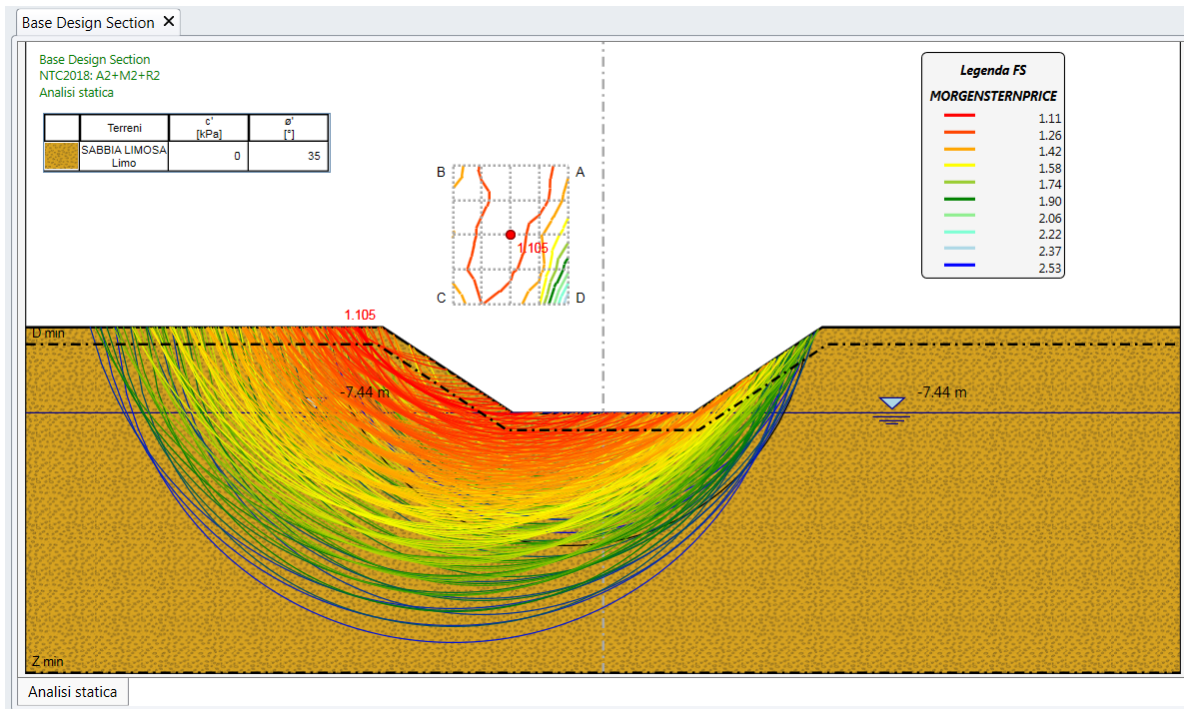 Base Design Section ✕
Base Design Section
NTC2018: A2+M2+R2
Analisi statica
Terreni
c'
[kPa]
ø'
[°]
SABBIA LIMOSA
Limo
0
35
Legenda FS
MORGENSTERNPRICE
1.11
1.26
1.42
1.58
1.74
1.90
2.06
2.22
2.37
2.53
B
A
1.105
C
D
1.105
D min
-7.44 m
-7.44 m
Z min
Analisi statica